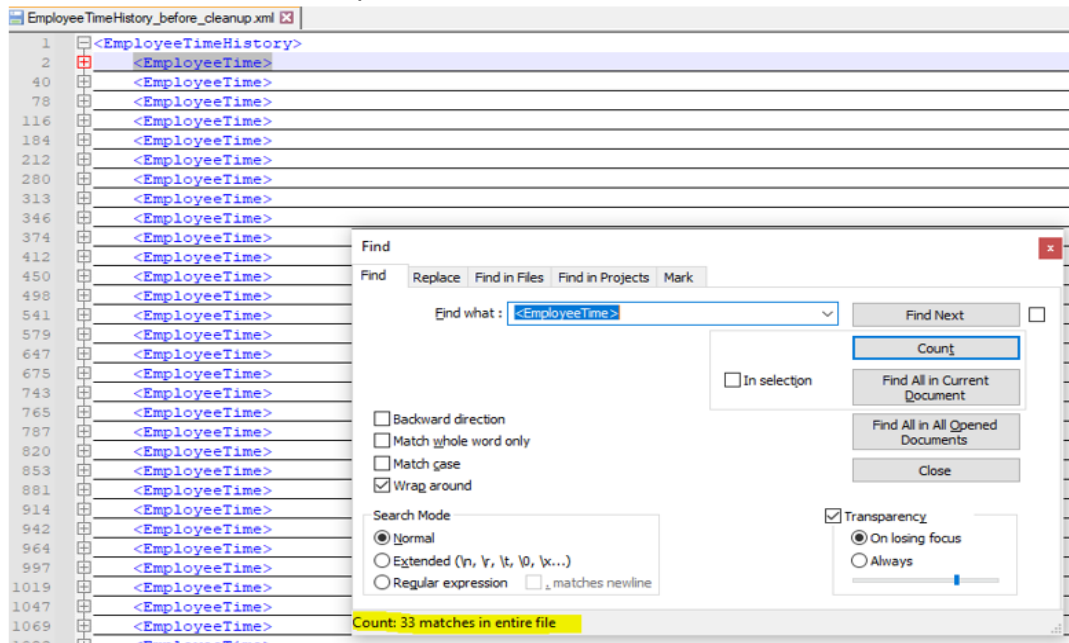 EmployeeTimeHistory_before_cleanup.xml
1 <EmployeeTimeHistory>
2 <EmployeeTime>
40 <EmployeeTime>
78 <EmployeeTime>
116 <EmployeeTime>
184 <EmployeeTime>
212 <EmployeeTime>
280 <EmployeeTime>
313 <EmployeeTime>
346 <EmployeeTime>
374 <EmployeeTime>
412 <EmployeeTime>
450 <EmployeeTime>
498 <EmployeeTime>
541 <EmployeeTime>
579 <EmployeeTime>
647 <EmployeeTime>
675 <EmployeeTime>
743 <EmployeeTime>
765 <EmployeeTime>
787 <EmployeeTime>
820 <EmployeeTime>
853 <EmployeeTime>
881 <EmployeeTime>
914 <EmployeeTime>
942 <EmployeeTime>
964 <EmployeeTime>
997 <EmployeeTime>
1019 <EmployeeTime>
1047 <EmployeeTime>
1069 <EmployeeTime>
Find
Find Replace Find in Files Find in Projects Mark
Find what : <EmployeeTime> Find Next
Count
In selection Find All in Current
Document
Backward direction Find All in All Opened
Documents
Match whole word only
Match case Close
Wrap around
Search Mode Transparency
Normal On losing focus
Extended (\n, \r, \t, \0, \x...) Always
Regular expression . matches newline
Count: 33 matches in entire file